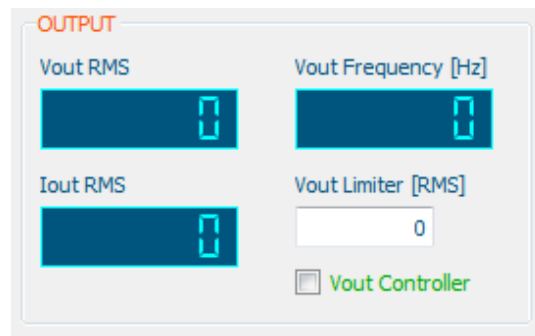 OUTPUT
Vout RMS
0
Vout Frequency [Hz]
0
Iout RMS
0
Vout Limiter [RMS]
0
Vout Controller